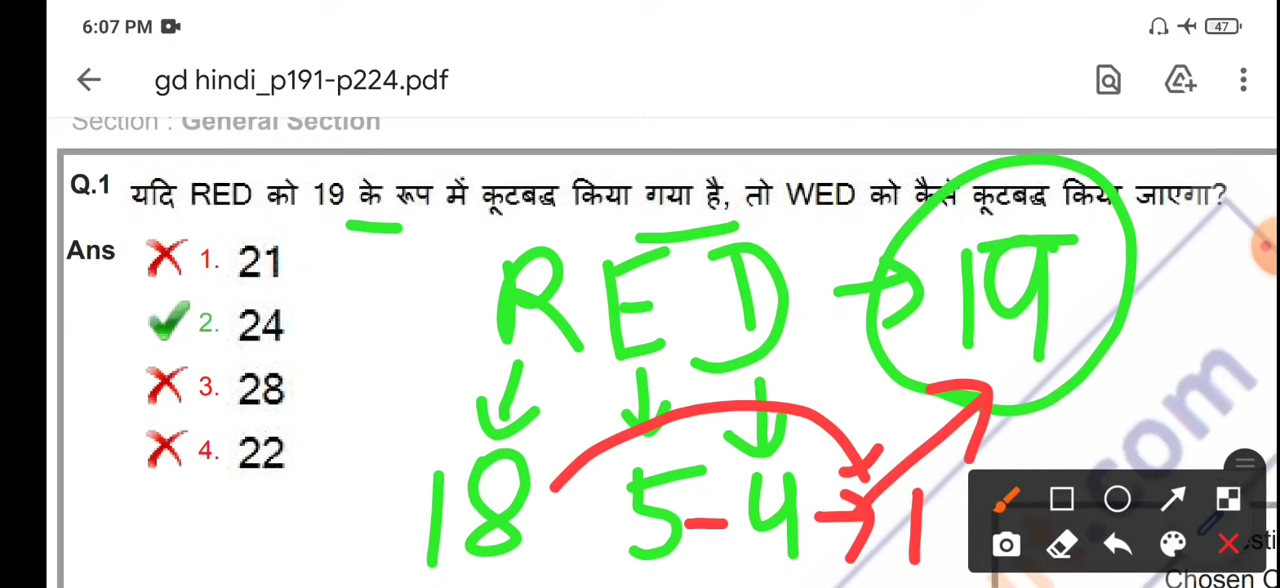 6:07 PM
47
gd hindi_p191-p224.pdf
Section : General Section
Q.1 यदि RED को 19 के रूप में कूटबद्ध किया गया है, तो WED को कैसे कूटबद्ध किया जाएगा?
Ans
1. 21
2. 24
3. 28
4. 22
RED → 19
18 5-4 → 1
.com
Chosen